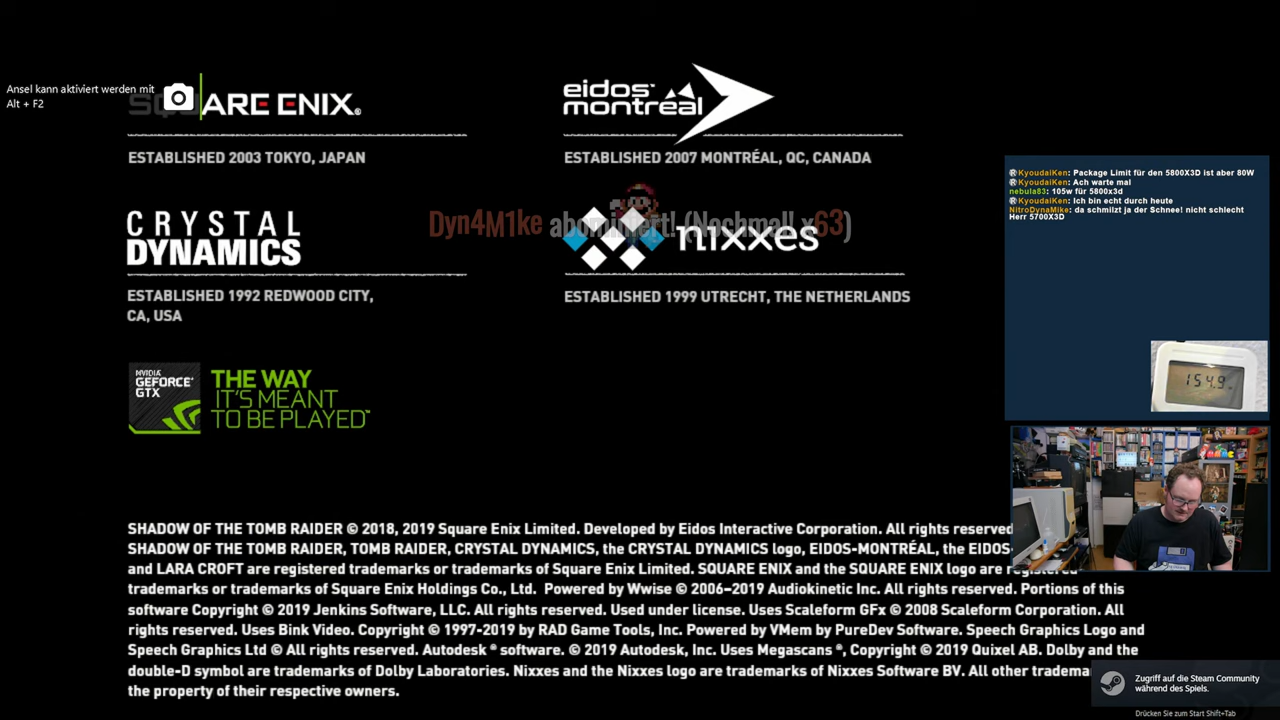 Ansel kann aktiviert werden mit
Alt + F2
SQUARE ENIX®
ESTABLISHED 2003 TOKYO, JAPAN
eidos™
montréal
ESTABLISHED 2007 MONTRÉAL, QC, CANADA
CRYSTAL
DYNAMICS
ESTABLISHED 1992 REDWOOD CITY,
CA, USA
Dyn4M1ke abonniert! (Nochmal! x63)
nixxes
ESTABLISHED 1999 UTRECHT, THE NETHERLANDS
NVIDIA
GEFORCE
GTX
THE WAY
IT'S MEANT
TO BE PLAYED™
KyoudaiKen: Package Limit für den 5800X3D ist aber 80W
KyoudaiKen: Ach warte mal
nebula83: 105w für 5800x3d
KyoudaiKen: Ich bin echt durch heute
NitroDynaMike: da schmilzt ja der Schnee! nicht schlecht
Herr 5700X3D
154.9
SHADOW OF THE TOMB RAIDER © 2018, 2019 Square Enix Limited. Developed by Eidos Interactive Corporation. All rights reserved
SHADOW OF THE TOMB RAIDER, TOMB RAIDER, CRYSTAL DYNAMICS, the CRYSTAL DYNAMICS logo, EIDOS-MONTRÉAL, the EIDOS-
and LARA CROFT are registered trademarks or trademarks of Square Enix Limited. SQUARE ENIX and the SQUARE ENIX logo are registered
trademarks or trademarks of Square Enix Holdings Co., Ltd. Powered by Wwise © 2006–2019 Audiokinetic Inc. All rights reserved. Portions of this
software Copyright © 2019 Jenkins Software, LLC. All rights reserved. Used under license. Uses Scaleform GFx © 2008 Scaleform Corporation. All
rights reserved. Uses Bink Video. Copyright © 1997-2019 by RAD Game Tools, Inc. Powered by VMem by PureDev Software. Speech Graphics Logo and
Speech Graphics Ltd © All rights reserved. Autodesk ® software. © 2019 Autodesk, Inc. Uses Megascans ®, Copyright © 2019 Quixel AB. Dolby and the
double-D symbol are trademarks of Dolby Laboratories. Nixxes and the Nixxes logo are trademarks of Nixxes Software BV. All other tradema
the property of their respective owners.
Zugriff auf die Steam Community
während des Spiels.
Drücken Sie zum Start Shift+Tab